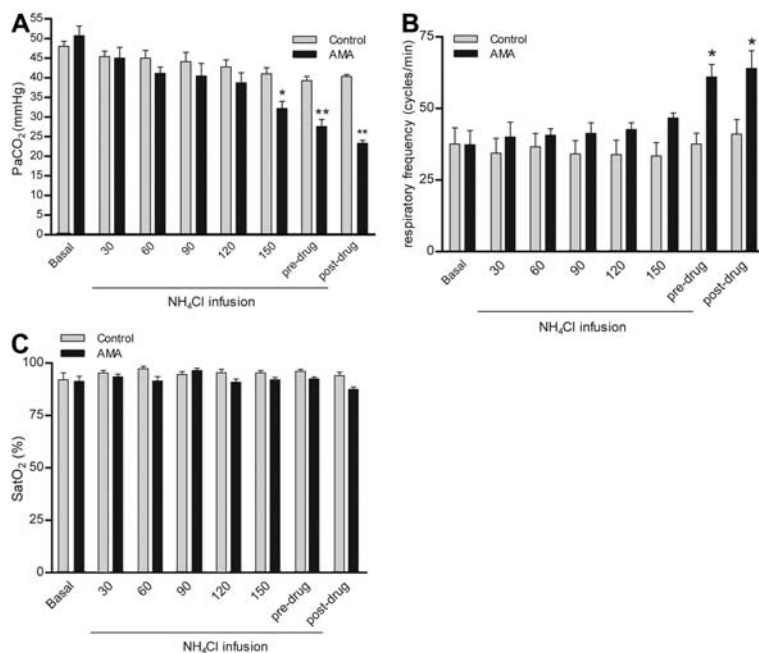 A
Control
AMA
PaCO2 (mmHg)
55
50
45
40
35
30
25
20
15
10
5
0
*
**
**
Basal
30
60
90
120
150
pre-drug
post-drug
NH4Cl infusion
B
Control
AMA
respiratory frequency (cycles/min)
75
50
25
0
*
*
Basal
30
60
90
120
150
pre-drug
post-drug
NH4Cl infusion
C
Control
AMA
SatO2 (%)
100
75
50
25
0
Basal
30
60
90
120
150
pre-drug
post-drug
NH4Cl infusion